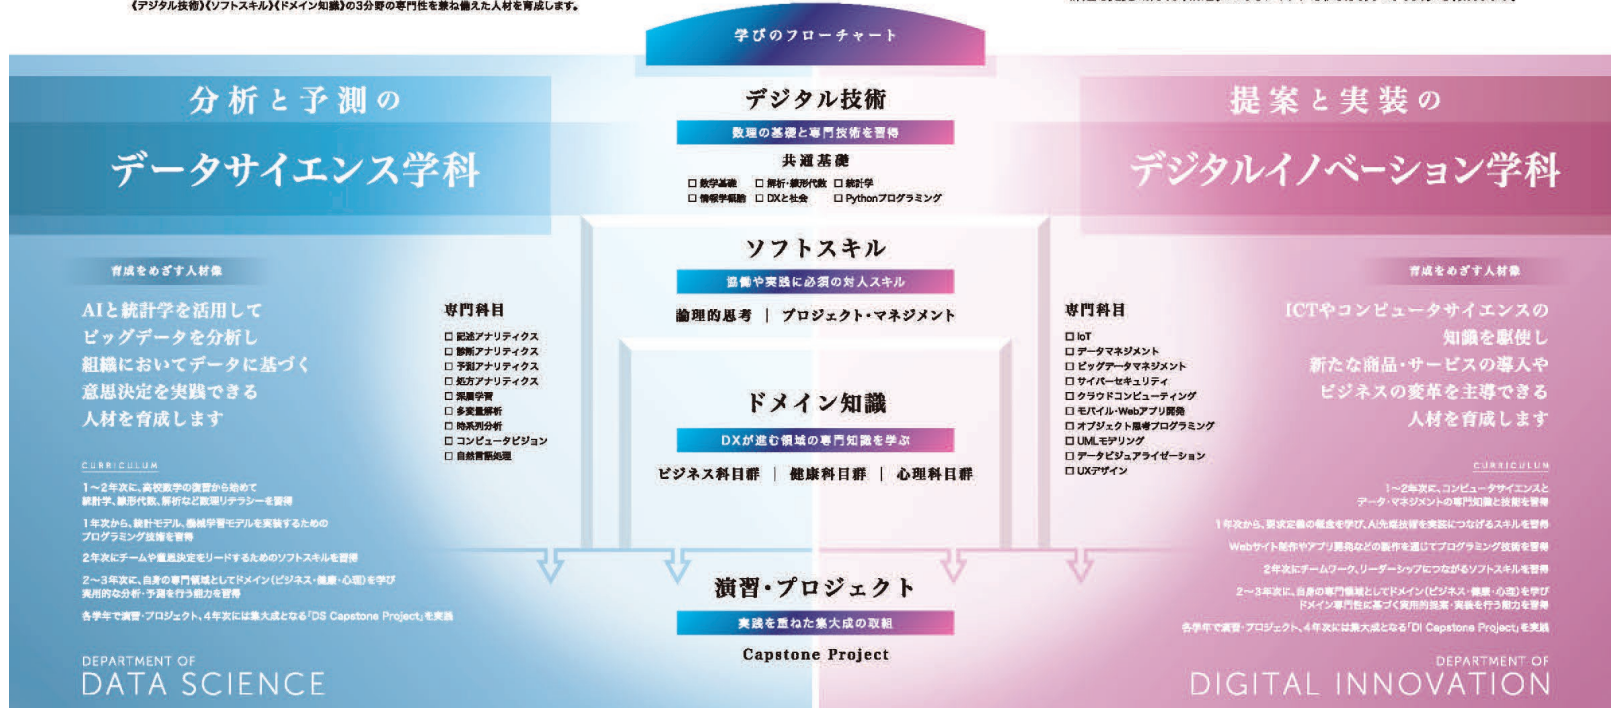 《デジタル技術》《ソフトスキル》《ドメイン知識》の3分野の専門性を兼ね備えた人材を育成します。
学びのフローチャート
分析と予測の
データサイエンス学科
育成をめざす人材像
AIと統計学を活用して
ビッグデータを分析し
組織においてデータに基づく
意思決定を実践できる
人材を育成します
CURRICULUM
1〜2年次に、高校数学の復習から始めて
統計学、線形代数、解析など数理リテラシーを習得
1年次から、統計モデル、機械学習モデルを実装するための
プログラミング技術を習得
2年次にチームや意思決定をリードするためのソフトスキルを習得
2〜3年次に、自身の専門領域としてドメイン(ビジネス・健康・心理)を学び
実用的な分析・予測を行う能力を習得
各学年で演習・プロジェクト、4年次には集大成となる「DS Capstone Project」を実践
DEPARTMENT OF
DATA SCIENCE
専門科目
□ 記述アナリティクス
□ 診断アナリティクス
□ 予測アナリティクス
□ 処方アナリティクス
□ 深層学習
□ 多変量解析
□ 時系列分析
□ コンピュータビジョン
□ 自然言語処理
デジタル技術
数理の基礎と専門技術を習得
共通基礎
□ 数学基礎 □ 解析・線形代数 □ 統計学
□ 情報学概論 □ DXと社会 □ Pythonプログラミング
ソフトスキル
協働や実践に必須の対人スキル
論理的思考 | プロジェクト・マネジメント
ドメイン知識
DXが進む領域の専門知識を学ぶ
ビジネス科目群 | 健康科目群 | 心理科目群
演習・プロジェクト
実践を重ねた集大成の取組
Capstone Project
提案と実装の
デジタルイノベーション学科
専門科目
□ IoT
□ データマネジメント
□ ビッグデータマネジメント
□ サイバーセキュリティ
□ クラウドコンピューティング
□ モバイル・Webアプリ開発
□ オブジェクト思考プログラミング
□ UMLモデリング
□ データビジュアライゼーション
□ UXデザイン
育成をめざす人材像
ICTやコンピュータサイエンスの
知識を駆使し
新たな商品・サービスの導入や
ビジネスの変革を主導できる
人材を育成します
CURRICULUM
1〜2年次に、コンピュータサイエンスと
データ・マネジメントの専門知識と技能を習得
1年次から、要求定義の概念を学び、AI先端技術を実装につなげるスキルを習得
Webサイト制作やアプリ開発などの製作を通じてプログラミング技術を習得
2年次にチームワーク、リーダーシップにつながるソフトスキルを習得
2〜3年次に、自身の専門領域としてドメイン(ビジネス・健康・心理)を学び
ドメイン専門性に基づく実用的提案・実装を行う能力を習得
各学年で演習・プロジェクト、4年次には集大成となる「DI Capstone Project」を実践
DEPARTMENT OF
DIGITAL INNOVATION